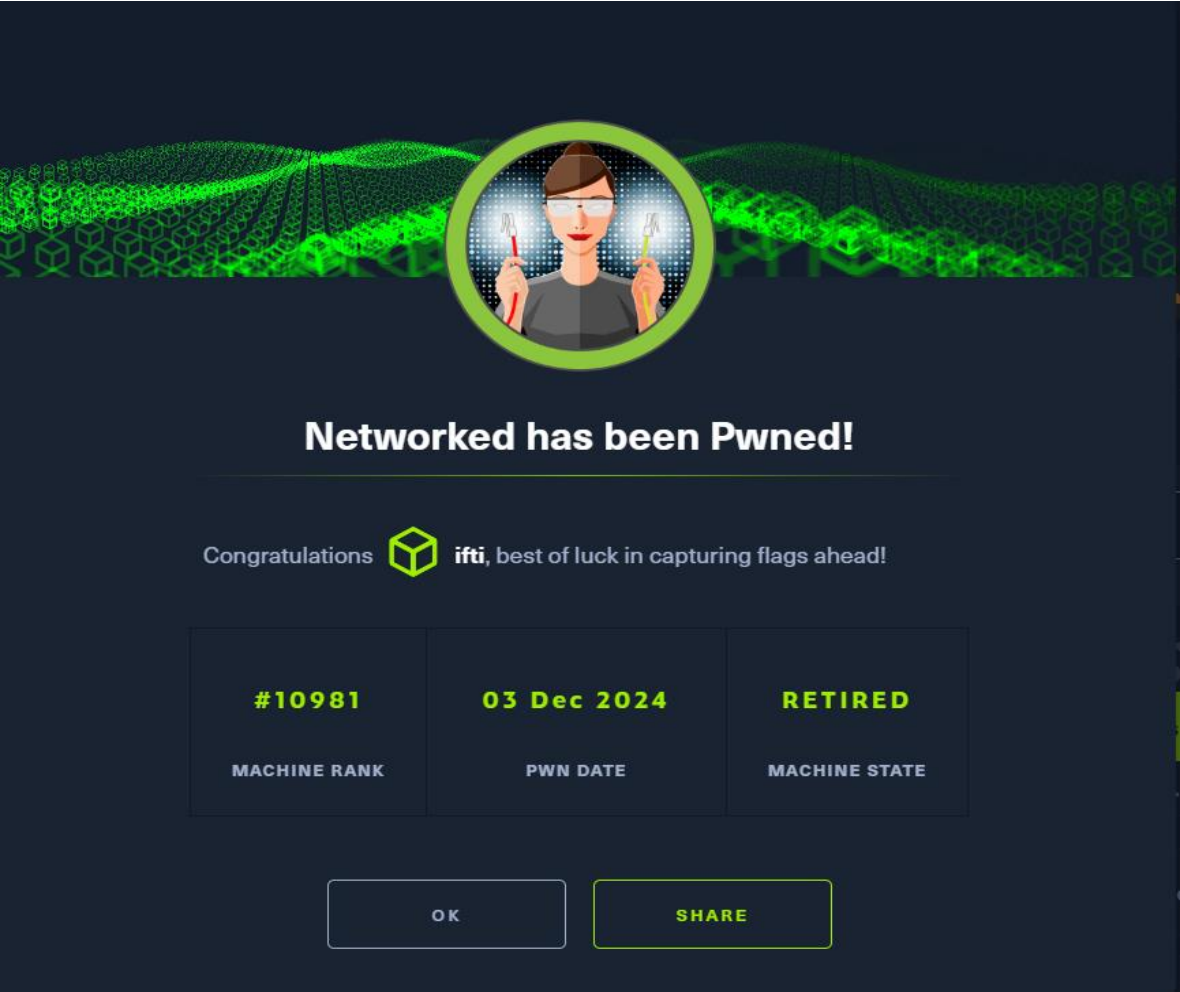 Networked has been Pwned!
Congratulations ifti, best of luck in capturing flags ahead!
#10981 03 Dec 2024 RETIRED
MACHINE RANK PWN DATE MACHINE STATE
OK SHARE